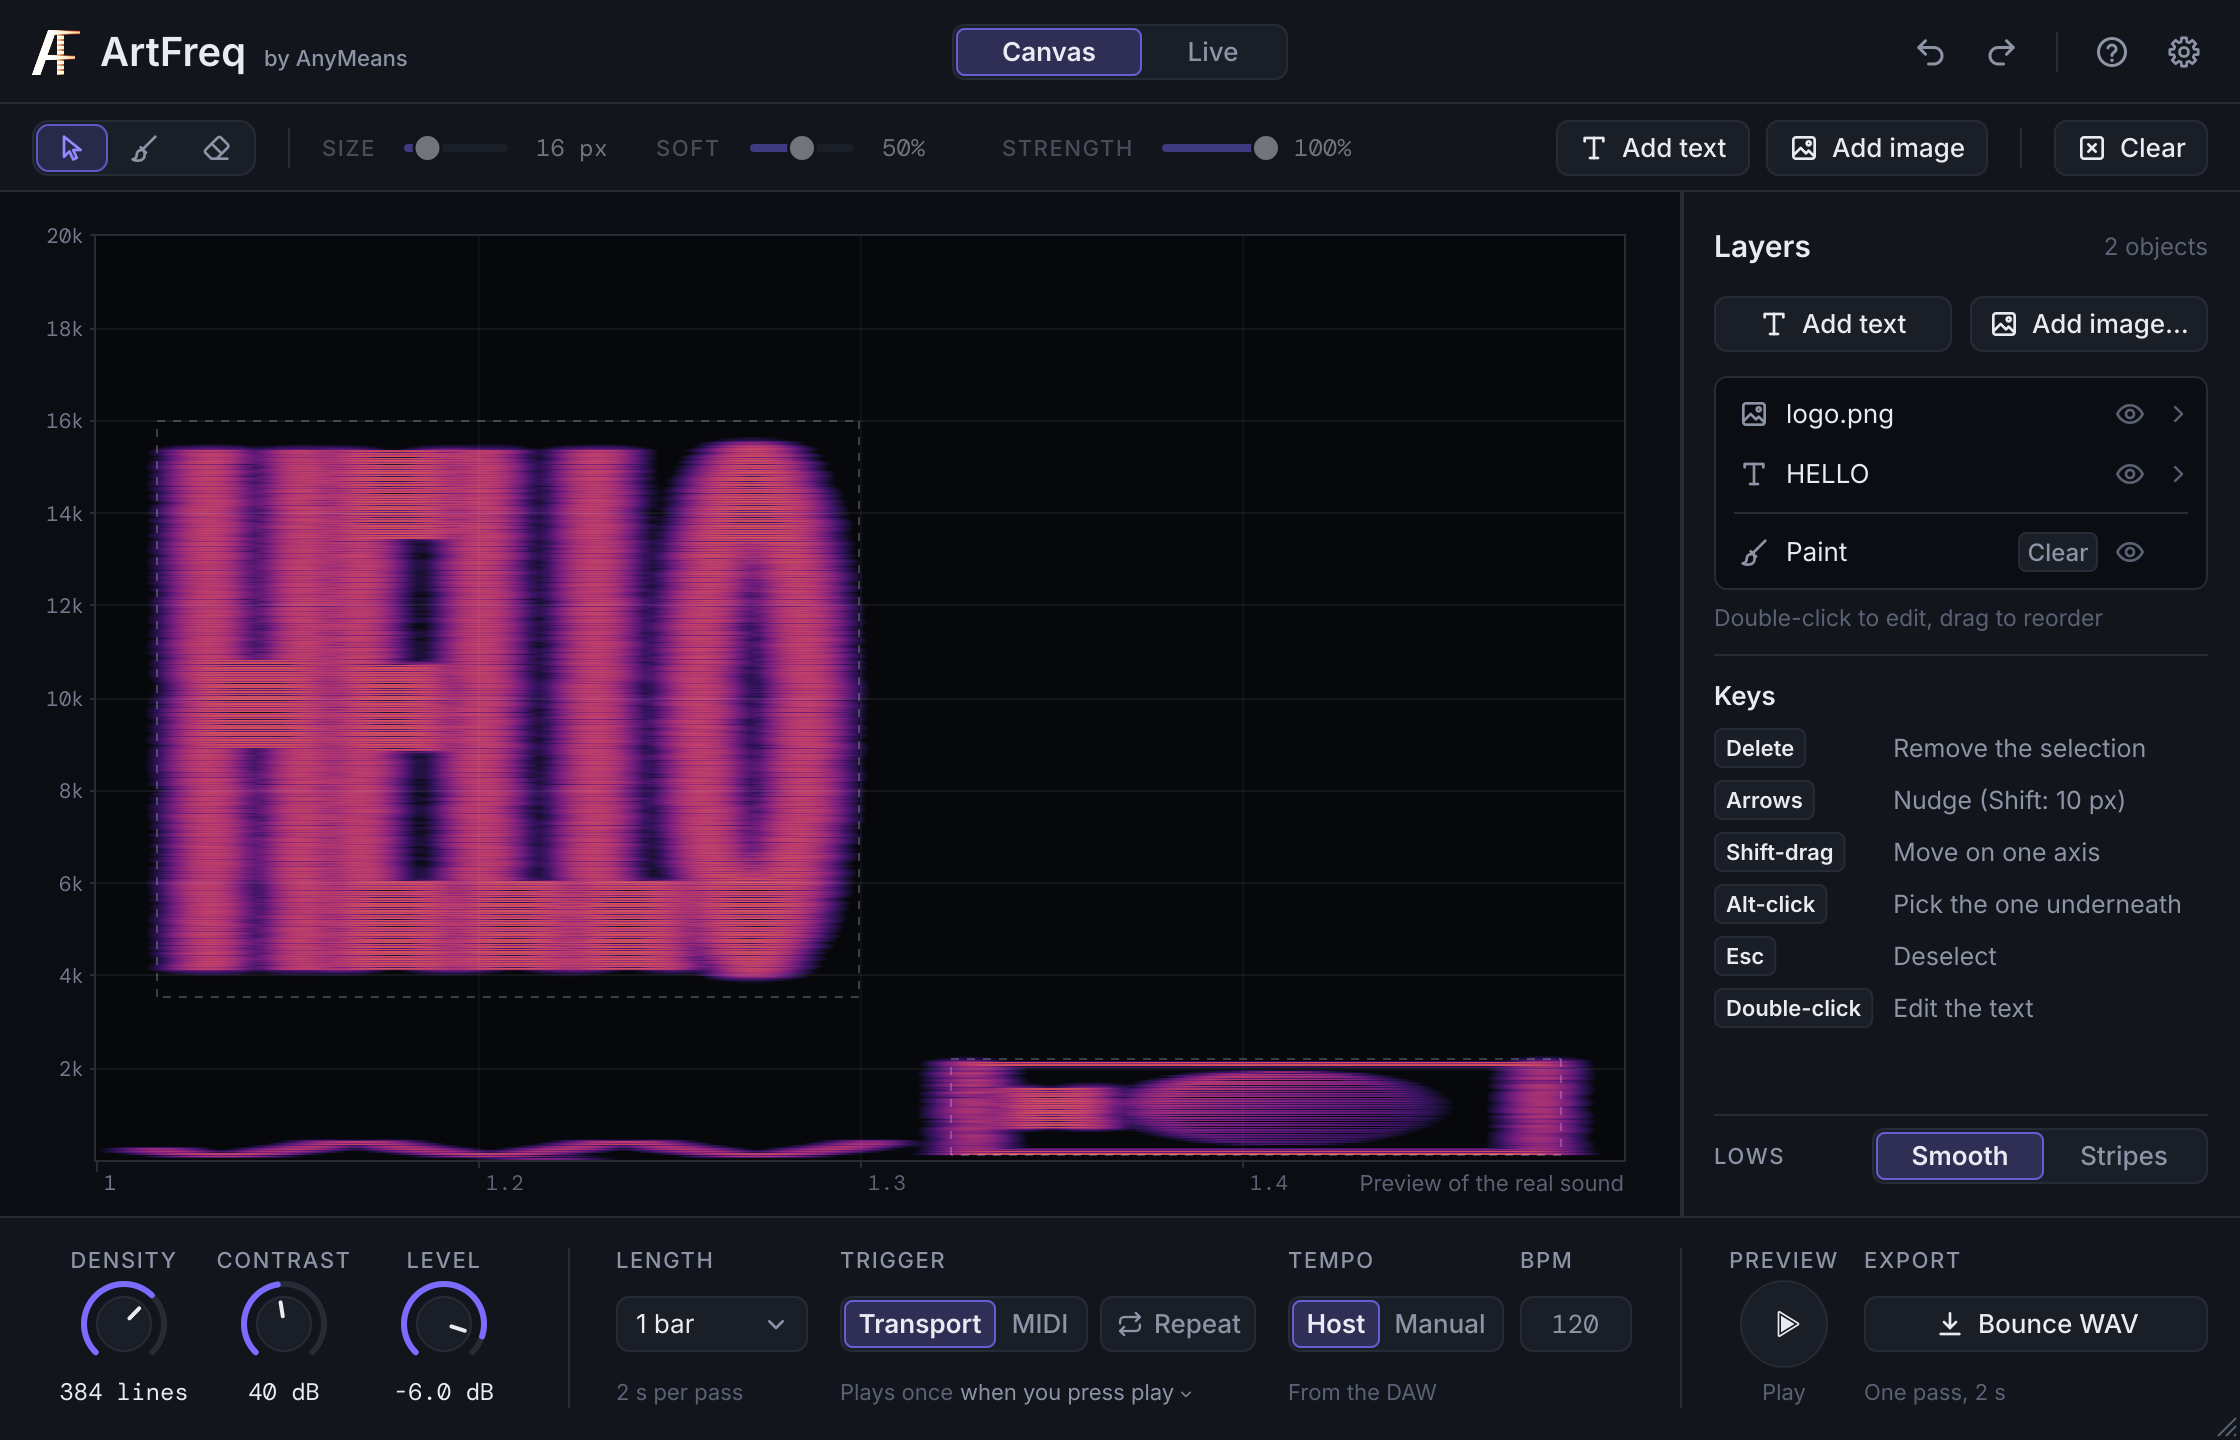 AF ArtFreq by AnyMeans
Canvas Live
SIZE 16 px SOFT 50% STRENGTH 100% Add text Add image Clear
20k
18k
16k
14k
12k
10k
8k
6k
4k
2k
1 1.2 1.3 1.4 Preview of the real sound
Layers 2 objects
Add text Add image...
logo.png
HELLO
Paint Clear
Double-click to edit, drag to reorder
Keys
Delete Remove the selection
Arrows Nudge (Shift: 10 px)
Shift-drag Move on one axis
Alt-click Pick the one underneath
Esc Deselect
Double-click Edit the text
LOWS Smooth Stripes
DENSITY CONTRAST LEVEL LENGTH TRIGGER TEMPO BPM PREVIEW EXPORT
1 bar Transport MIDI Repeat Host Manual 120 Bounce WAV
384 lines 40 dB -6.0 dB 2 s per pass Plays once when you press play From the DAW Play One pass, 2 s